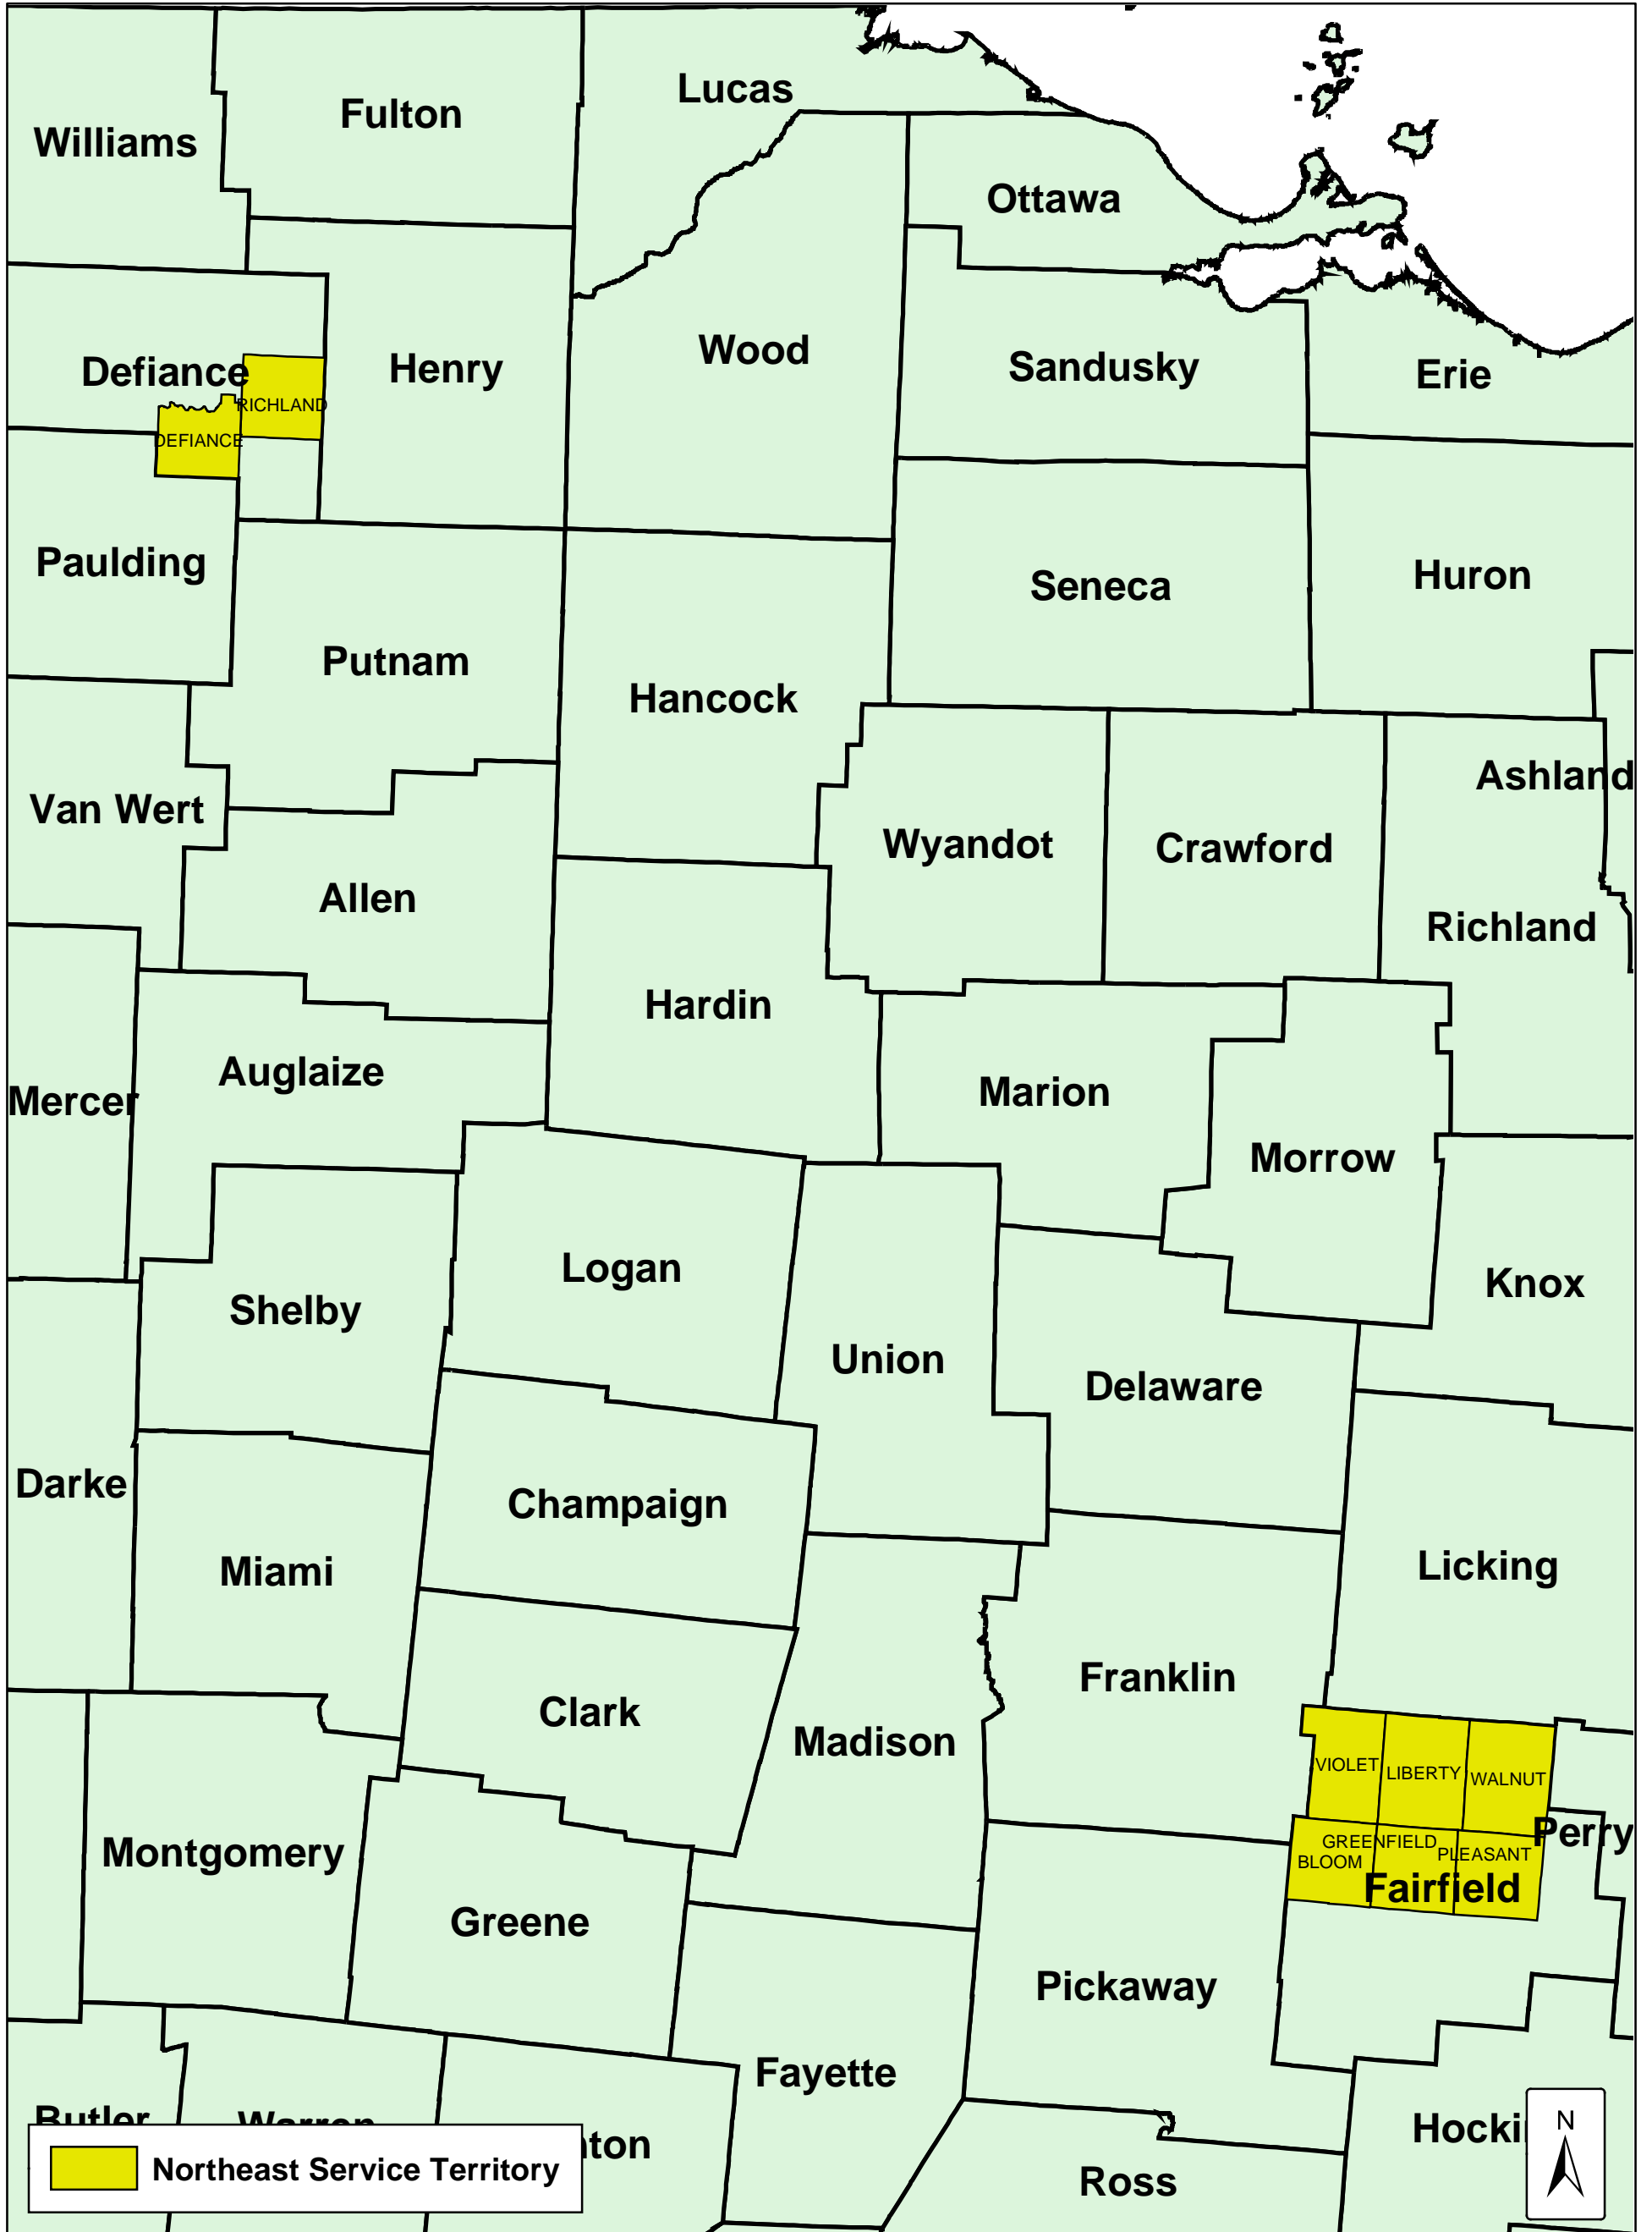 Lucas
Fulton
Williams
Ottawa
Wood
Sandusky
Henry
Defiance
Erie
RICHLAND
DEFIANCE
Paulding
Huron
Seneca
Putnam
Hancock
Ashland
Van Wert
Wyandot
Crawford
Allen
Richland
Hardin
Auglaize
Marion
Mercer
Morrow
Logan
Knox
Shelby
Union
Delaware
Darke
Champaign
Licking
Miami
Franklin
Clark
Madison
VIOLET
LIBERTY
WALNUT
Perry
GREENFIELD
Montgomery
PLEASANT
BLOOM
Fairfield
Greene
Pickaway
Fayette
Butler
Warren
N
Hocki
nton
Northeast Service Territory
Ross